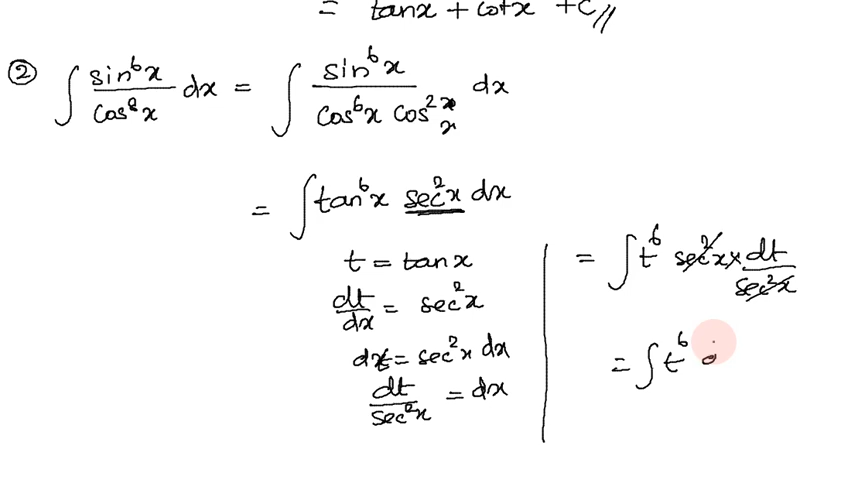 = tanx + cotx + c//
② ∫ sin⁶x/cos⁸x dx = ∫ sin⁶x/(cos⁶x cos²x) dx
= ∫ tan⁶x sec²x dx
t = tanx
dt/dx = sec²x
dt = sec²x dx
dt/sec²x = dx
= ∫ t⁶ sec²x × dt/sec²x
= ∫ t⁶